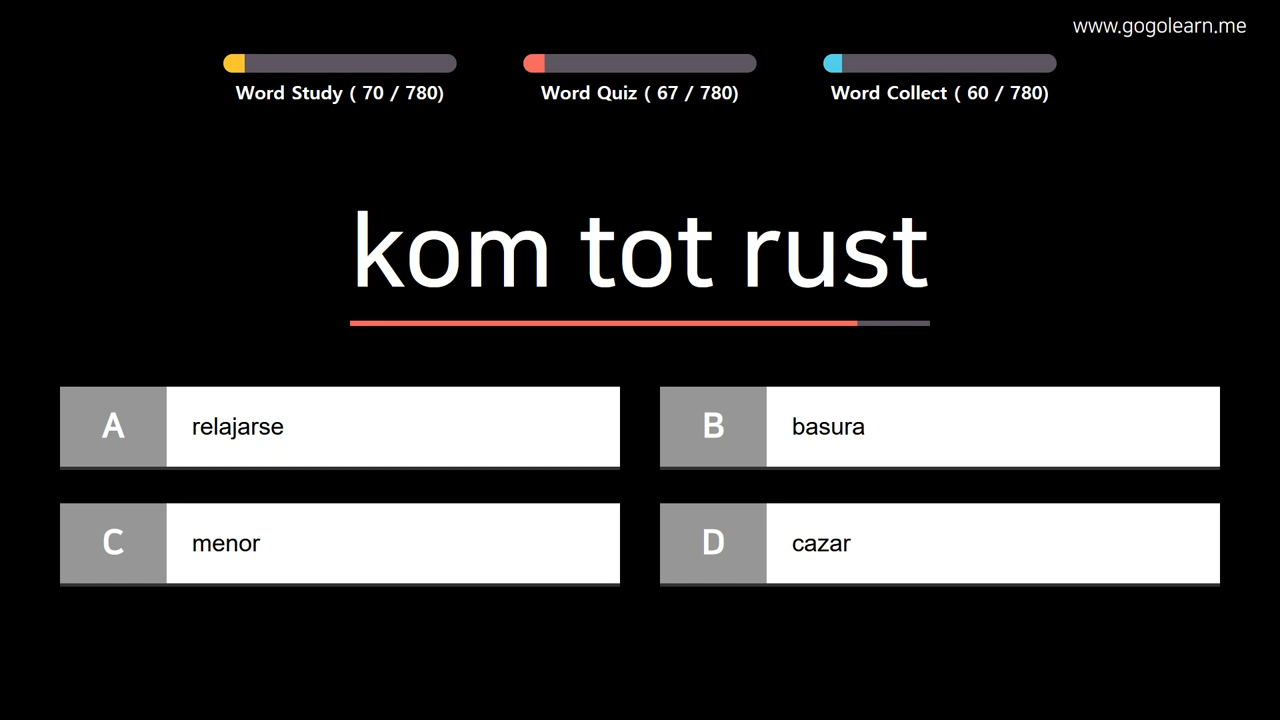 www.gogolearn.me
Word Study ( 70 / 780)
Word Quiz ( 67 / 780)
Word Collect ( 60 / 780)
kom tot rust
A relajarse
B basura
C menor
D cazar